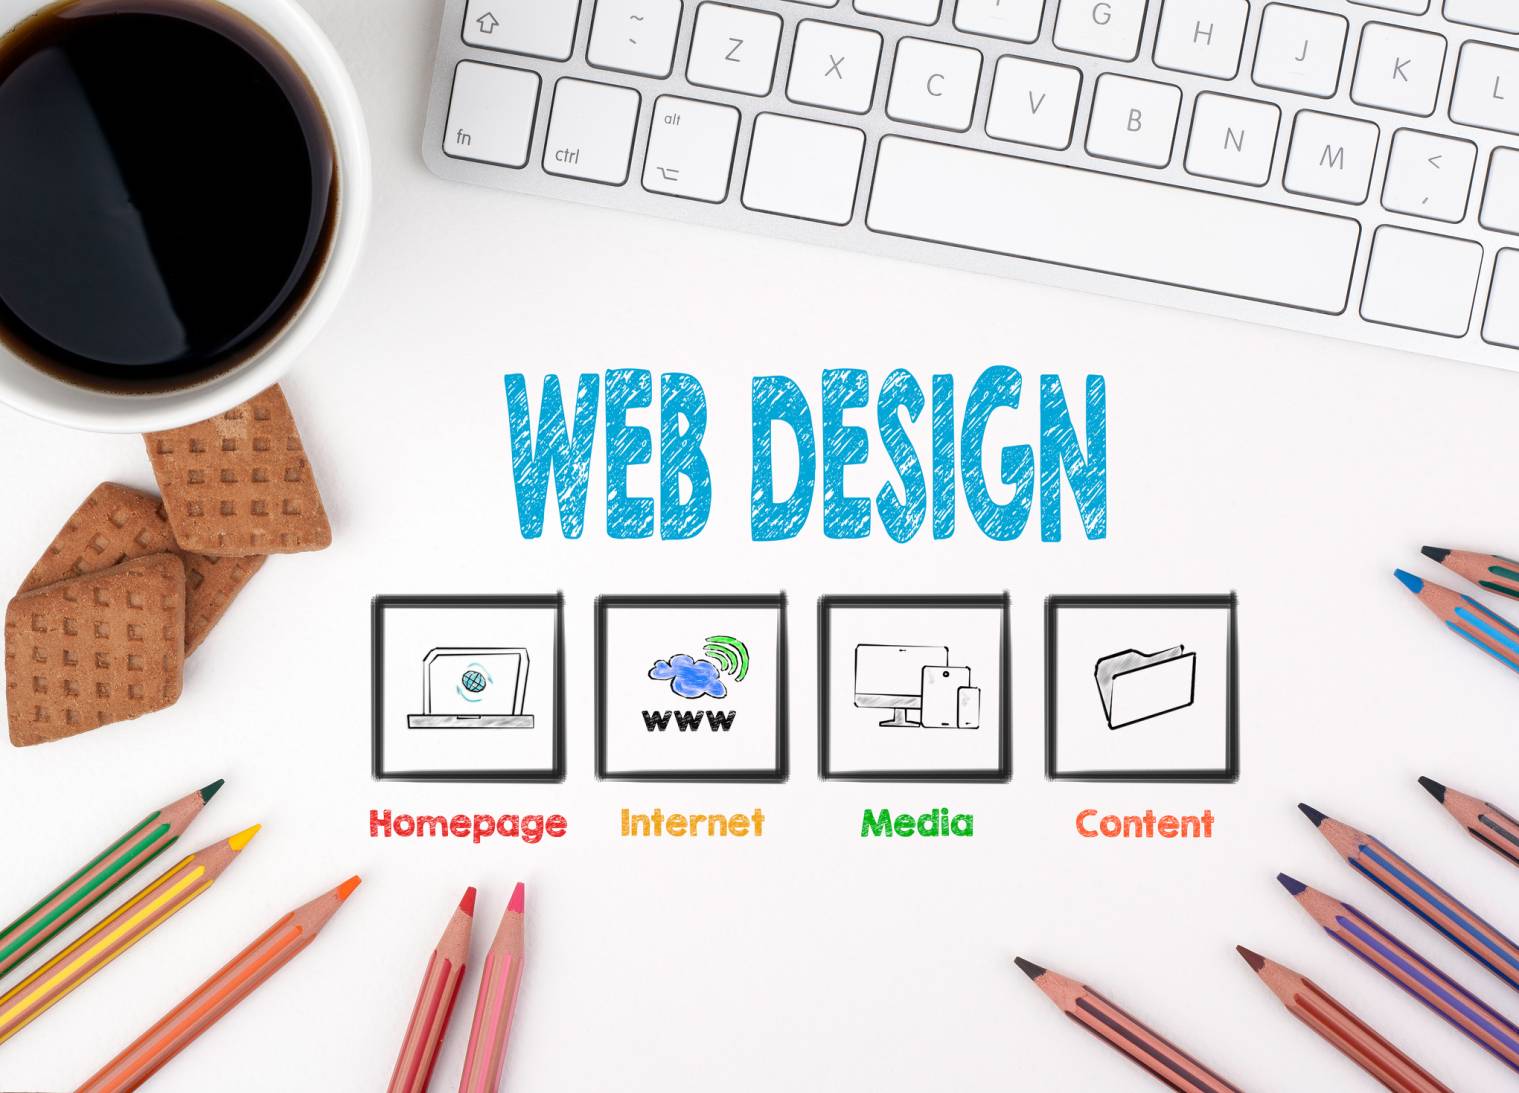 G H J K L
~ Z X C V B N M <
- ,
fn ctrl alt
WEB DESIGN
www
Homepage Internet Media Content